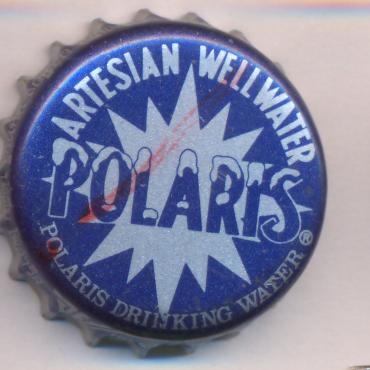 ARTESIAN WELLWATER
POLARIS
POLARIS DRINKING WATER ®